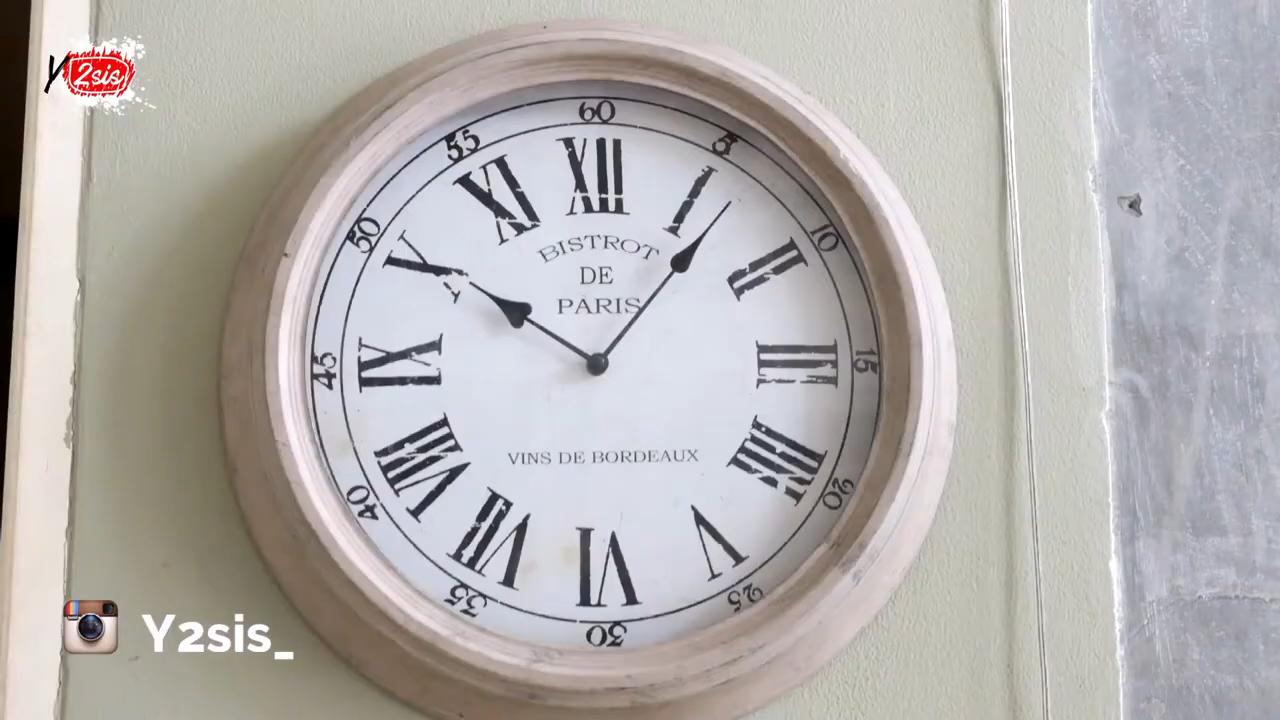 Y2sis
60
55
5
XII
XI
I
50
10
X
II
BISTROT
DE
PARIS
45
IX
III
15
VIII
IIII
VINS DE BORDEAUX
40
20
VII
VI
V
35
25
30
Y2sis_